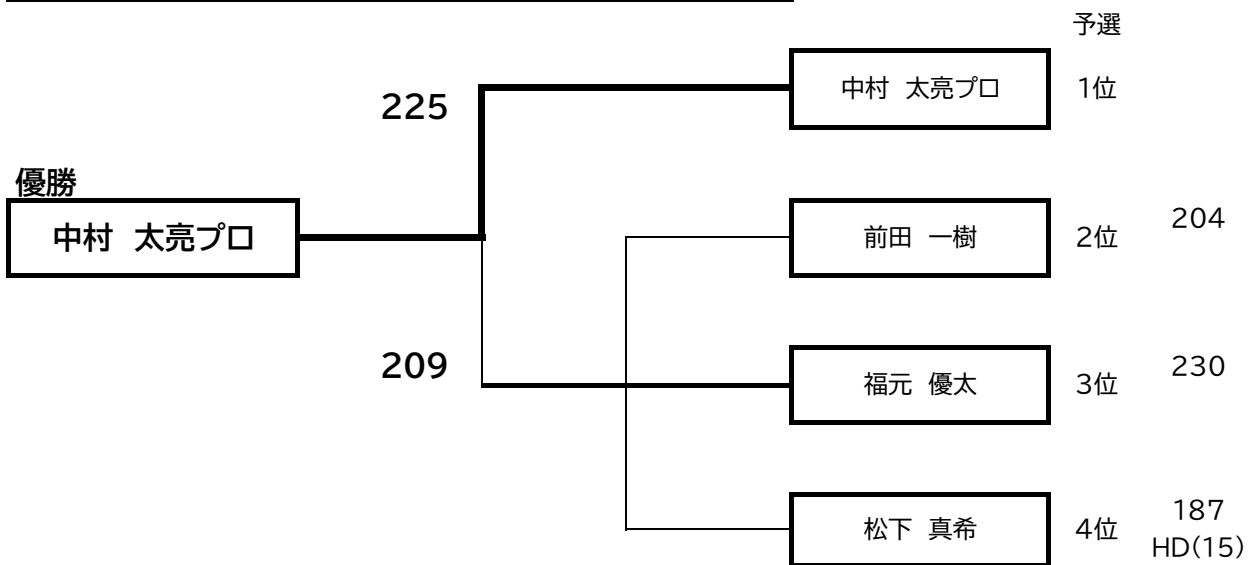 予選
中村 太亮プロ 1位
225
優勝
中村 太亮プロ
前田 一樹 2位 204
209
福元 優太 3位 230
松下 真希 4位 187
HD(15)